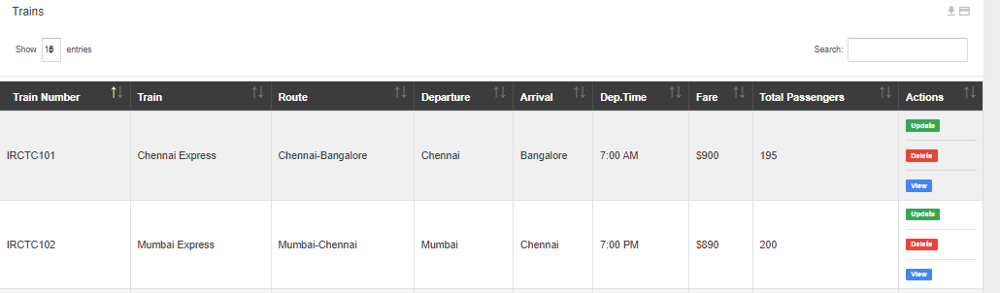 Trains
Show 10 entries
Search:
Train Number Train Route Departure Arrival Dep.Time Fare Total Passengers Actions
IRCTC101 Chennai Express Chennai-Bangalore Chennai Bangalore 7:00 AM $900 195
Update
Delete
View
IRCTC102 Mumbai Express Mumbai-Chennai Mumbai Chennai 7:00 PM $890 200
Update
Delete
View